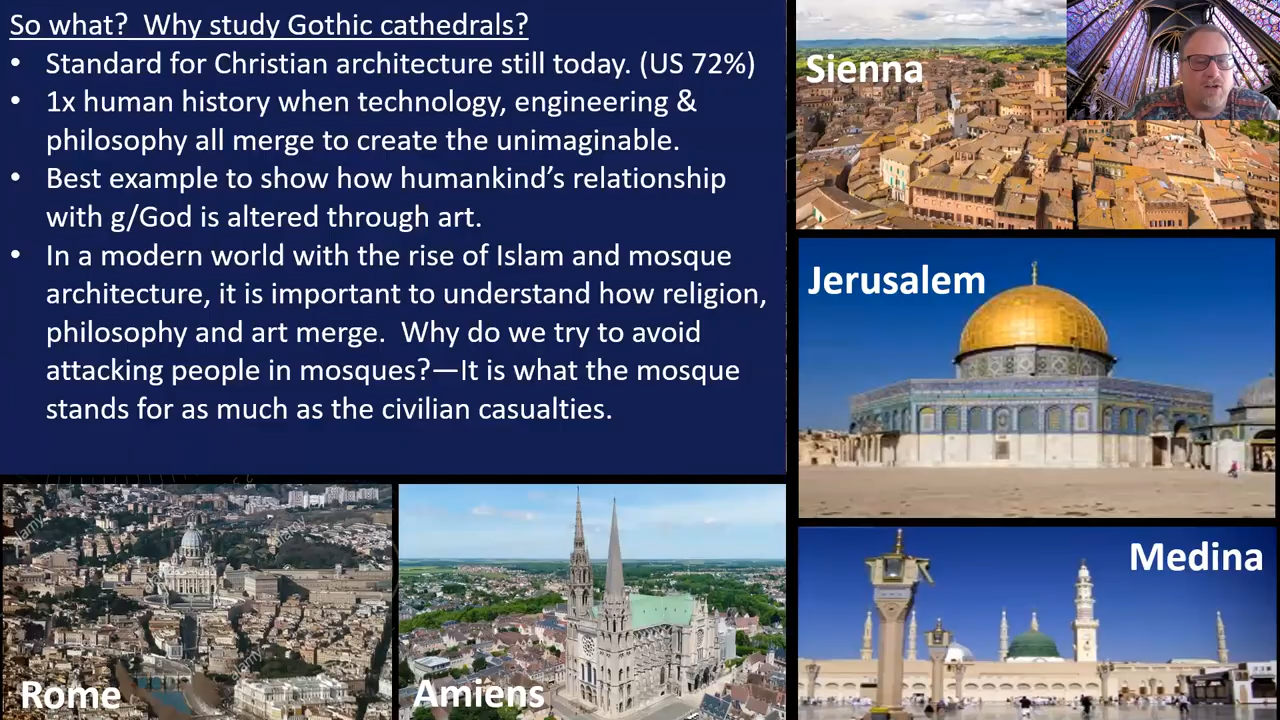 So what?  Why study Gothic cathedrals?
• Standard for Christian architecture still today. (US 72%)
• 1x human history when technology, engineering &
philosophy all merge to create the unimaginable.
• Best example to show how humankind’s relationship
with g/God is altered through art.
• In a modern world with the rise of Islam and mosque
architecture, it is important to understand how religion,
philosophy and art merge.  Why do we try to avoid
attacking people in mosques?—It is what the mosque
stands for as much as the civilian casualties.
Sienna
Jerusalem
Medina
Rome
Amiens